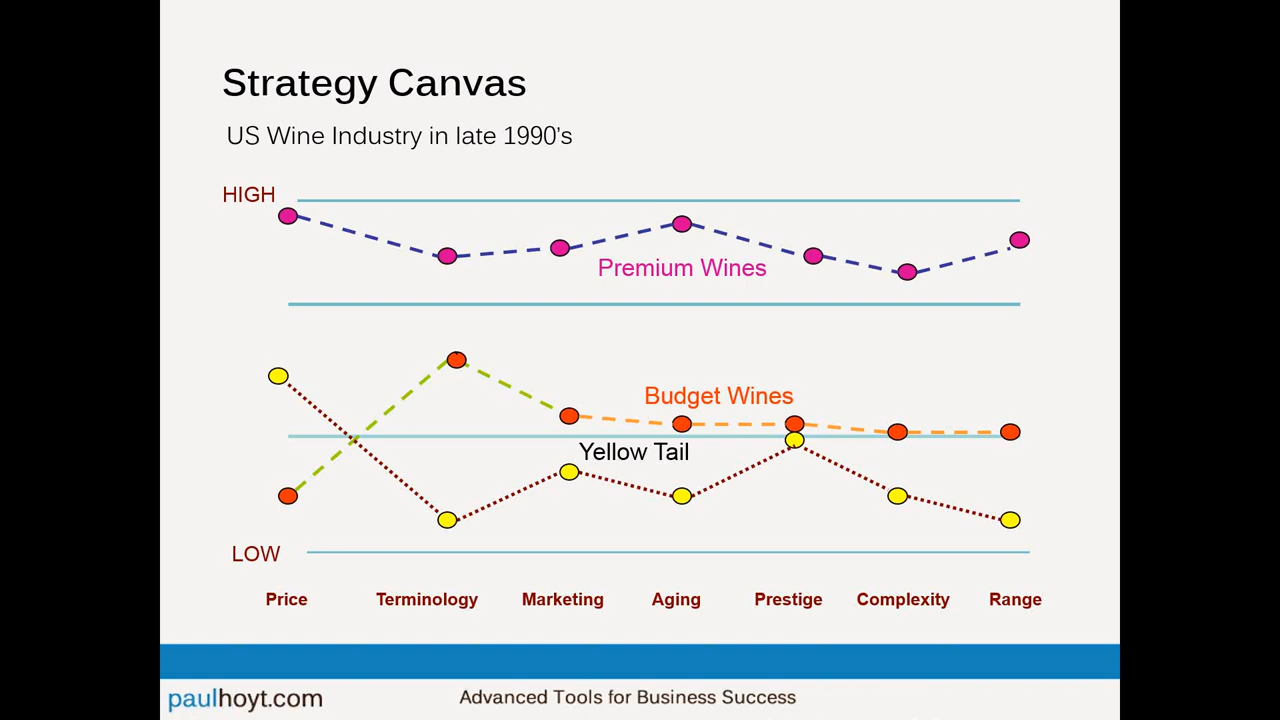 Strategy Canvas
US Wine Industry in late 1990's
HIGH
Premium Wines
Budget Wines
Yellow Tail
LOW
Price Terminology Marketing Aging Prestige Complexity Range
paulhoyt.com Advanced Tools for Business Success